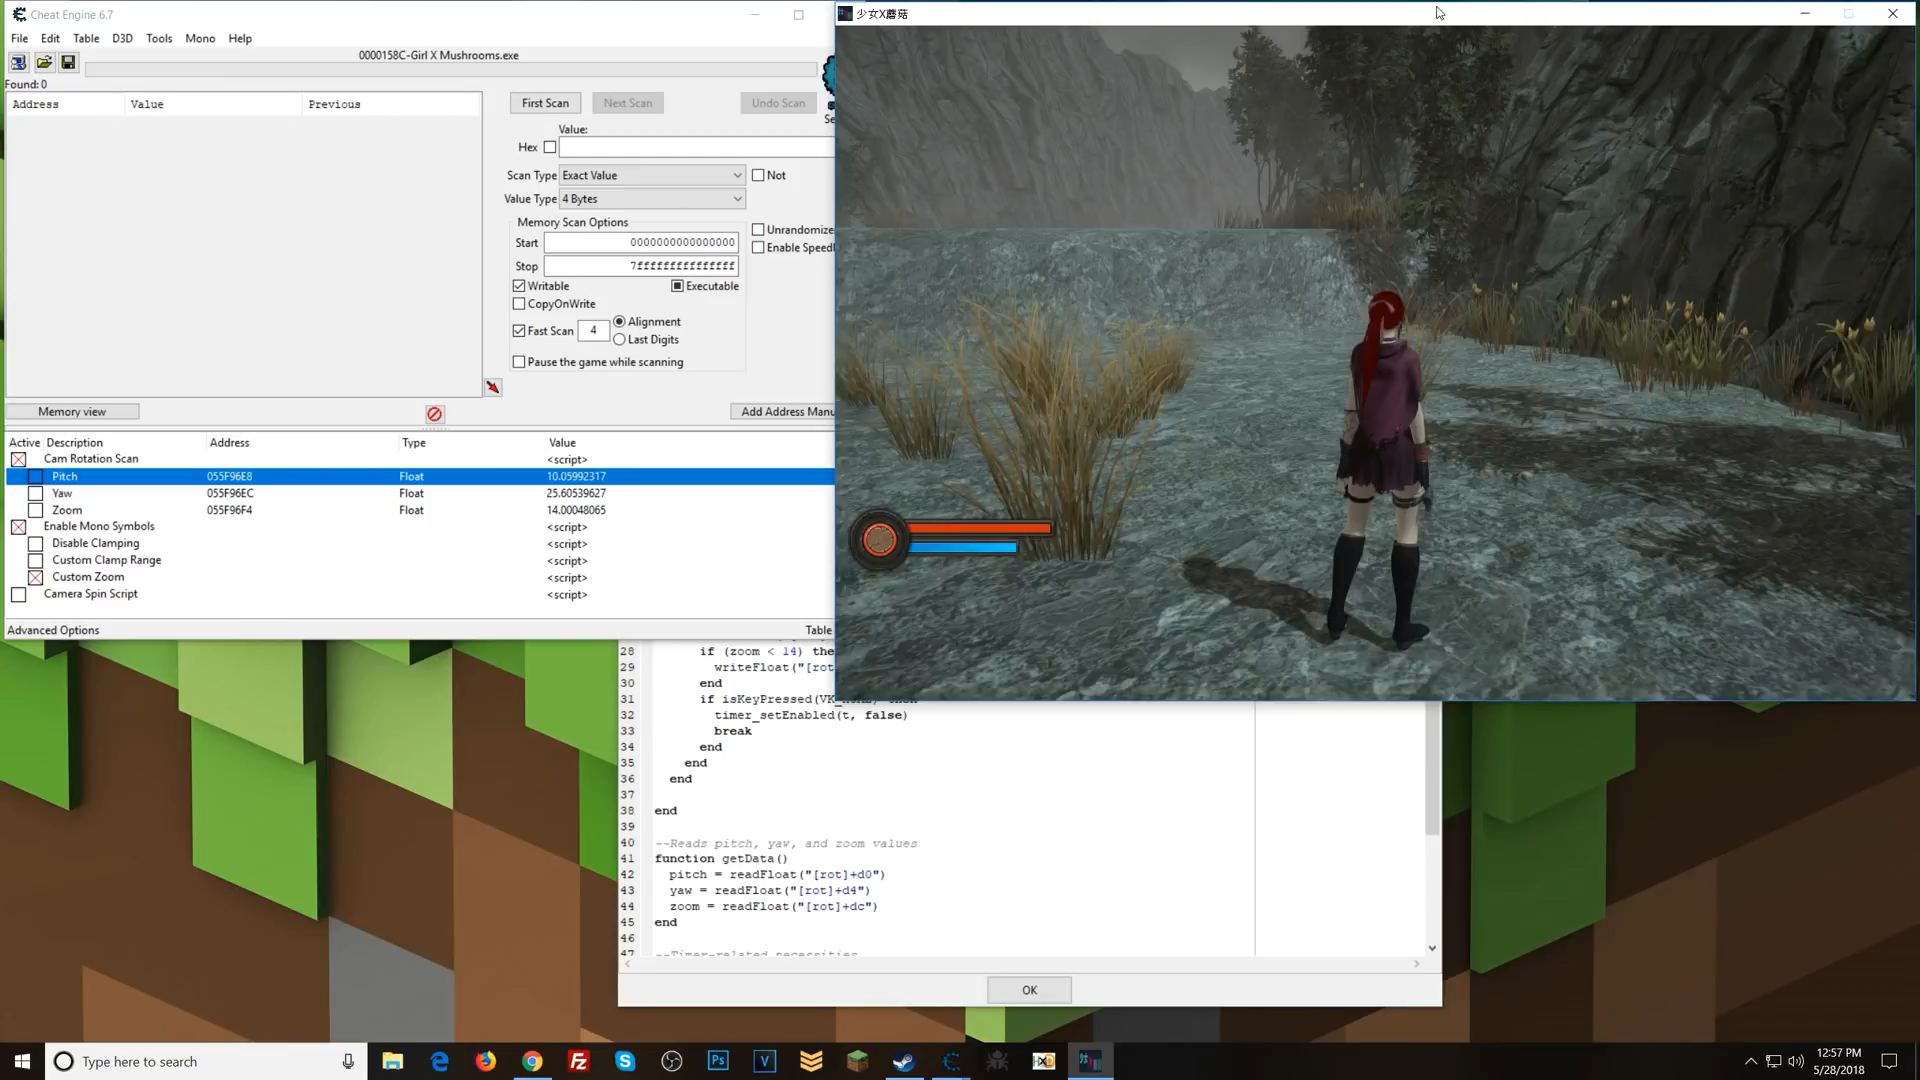 Cheat Engine 6.7
File Edit Table D3D Tools Mono Help
0000158C-Girl X Mushrooms.exe
Found: 0
Address Value Previous
First Scan Next Scan Undo Scan
Value:
Hex
Scan Type Exact Value Not
Value Type 4 Bytes
Memory Scan Options
Start 0000000000000000
Stop 7fffffffffffffff
Unrandomize
Enable Speed
Writable Executable
CopyOnWrite
Fast Scan 4 Alignment
Last Digits
Pause the game while scanning
Memory view Add Address Manu
Active Description Address Type Value
Cam Rotation Scan <script>
Pitch 055F96E8 Float 10.05992317
Yaw 055F96EC Float 25.60539627
Zoom 055F96F4 Float 14.00048065
Enable Mono Symbols <script>
Disable Clamping <script>
Custom Clamp Range <script>
Custom Zoom <script>
Camera Spin Script <script>
Advanced Options Table
少女X蘑菇
28 if (zoom < 14) the
29 writeFloat("[rot
30 end
31 if isKeyPressed(
32 timer_setEnabled(t, false)
33 break
34 end
35 end
36 end
37
38 end
39
40 --Reads pitch, yaw, and zoom values
41 function getData()
42 pitch = readFloat("[rot]+d0")
43 yaw = readFloat("[rot]+d4")
44 zoom = readFloat("[rot]+dc")
45 end
46
47 --Timer-related necessities
OK
Type here to search
12:57 PM
5/28/2018